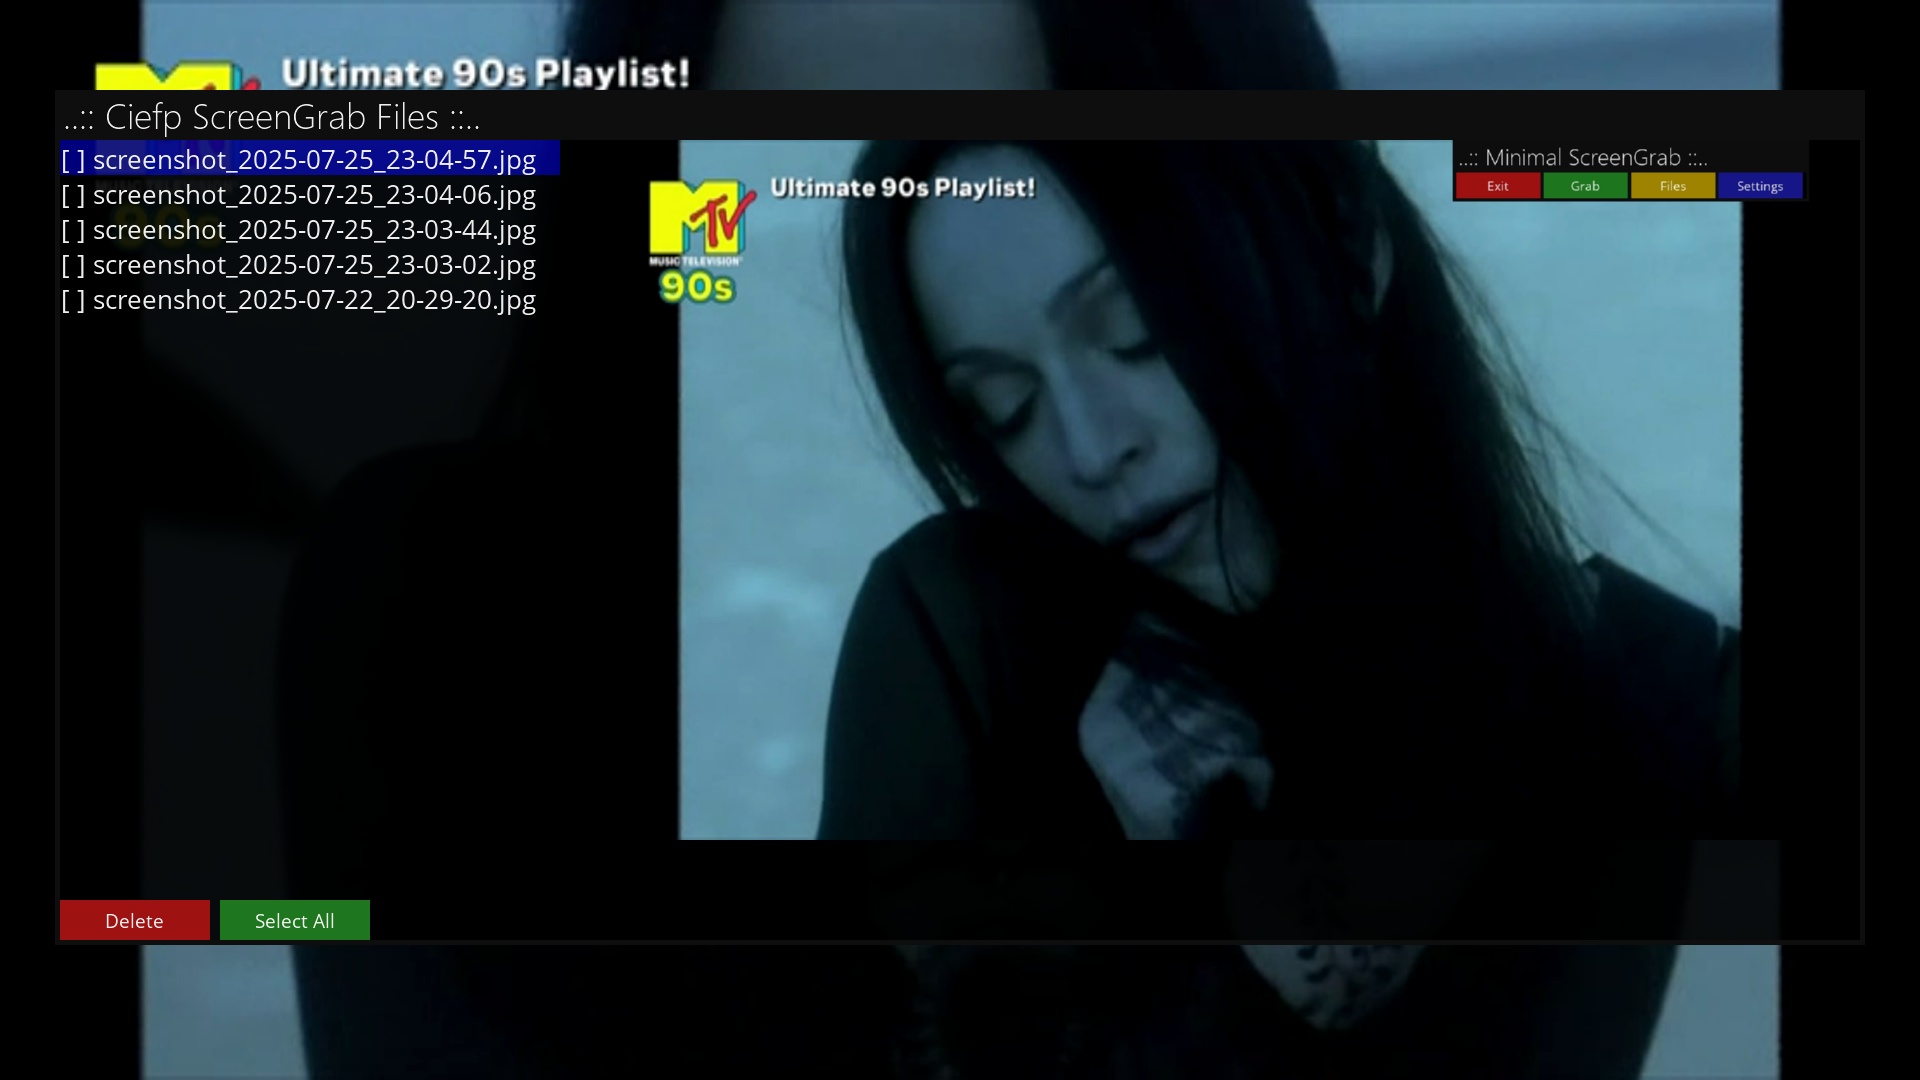 Ultimate 90s Playlist!
..:: Ciefp ScreenGrab Files ::..
[ ] screenshot_2025-07-25_23-04-57.jpg
[ ] screenshot_2025-07-25_23-04-06.jpg
[ ] screenshot_2025-07-25_23-03-44.jpg
[ ] screenshot_2025-07-25_23-03-02.jpg
[ ] screenshot_2025-07-22_20-29-20.jpg
Ultimate 90s Playlist!
MTV
MUSIC TELEVISION
90s
..:: Minimal ScreenGrab ::..
Exit Grab Files Settings
Delete Select All